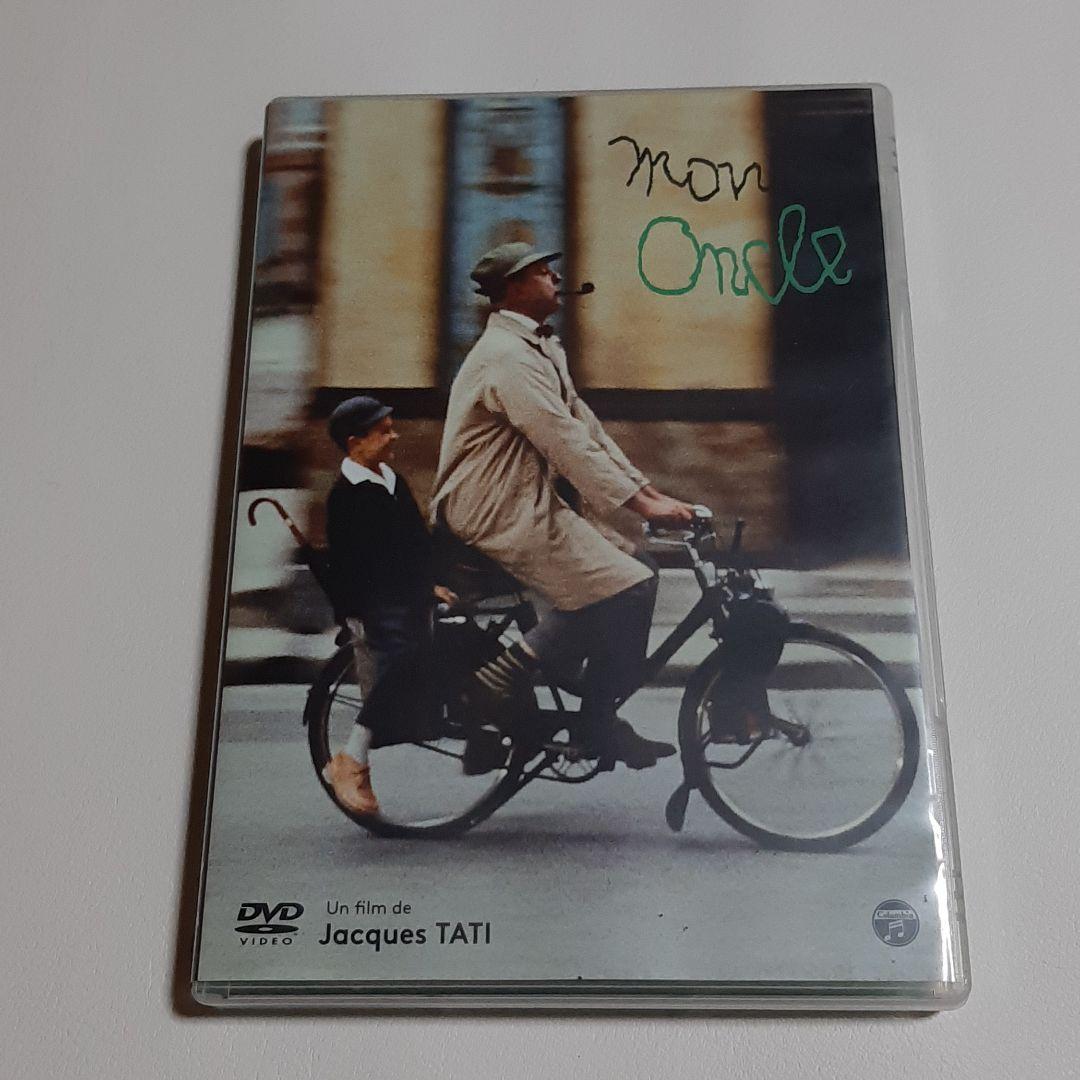 mon
Oncle
DVD
VIDEO
Un film de
Jacques TATI